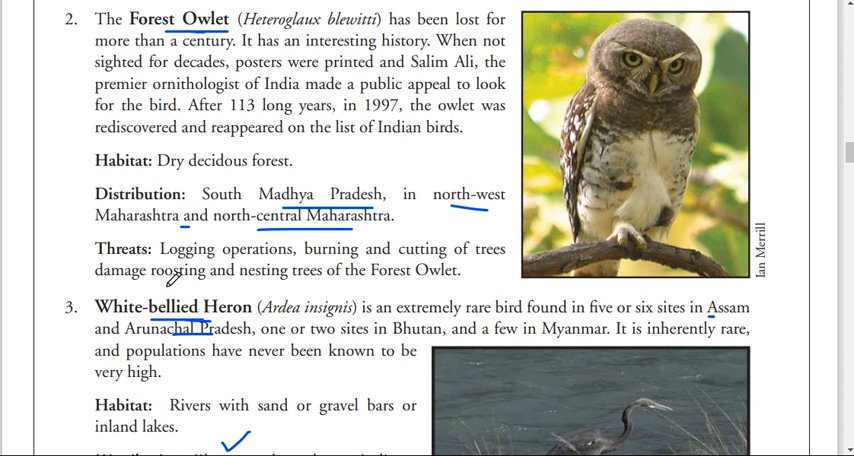 2. The Forest Owlet (Heteroglaux blewitti) has been lost for
more than a century. It has an interesting history. When not
sighted for decades, posters were printed and Salim Ali, the
premier ornithologist of India made a public appeal to look
for the bird. After 113 long years, in 1997, the owlet was
rediscovered and reappeared on the list of Indian birds.
Habitat: Dry decidous forest.
Distribution: South Madhya Pradesh, in north-west
Maharashtra and north-central Maharashtra.
Threats: Logging operations, burning and cutting of trees
damage roosting and nesting trees of the Forest Owlet.
Ian Merrill
3. White-bellied Heron (Ardea insignis) is an extremely rare bird found in five or six sites in Assam
and Arunachal Pradesh, one or two sites in Bhutan, and a few in Myanmar. It is inherently rare,
and populations have never been known to be
very high.
Habitat: Rivers with sand or gravel bars or
inland lakes.